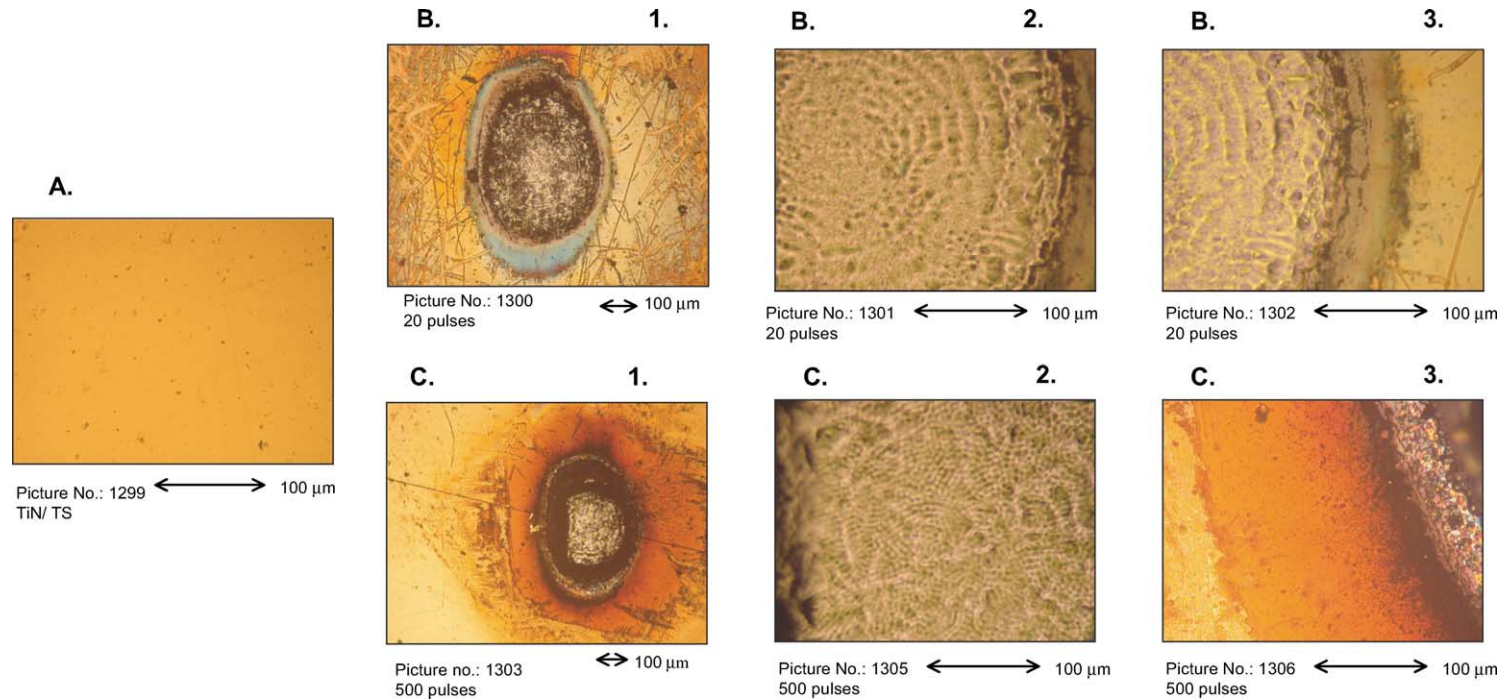 A.
Picture No.: 1299 100 µm
TiN/ TS
B. 1.
Picture No.: 1300 100 µm
20 pulses
B. 2.
Picture No.: 1301 100 µm
20 pulses
B. 3.
Picture No.: 1302 100 µm
20 pulses
C. 1.
Picture no.: 1303 100 µm
500 pulses
C. 2.
Picture No.: 1305 100 µm
500 pulses
C. 3.
Picture No.: 1306 100 µm
500 pulses